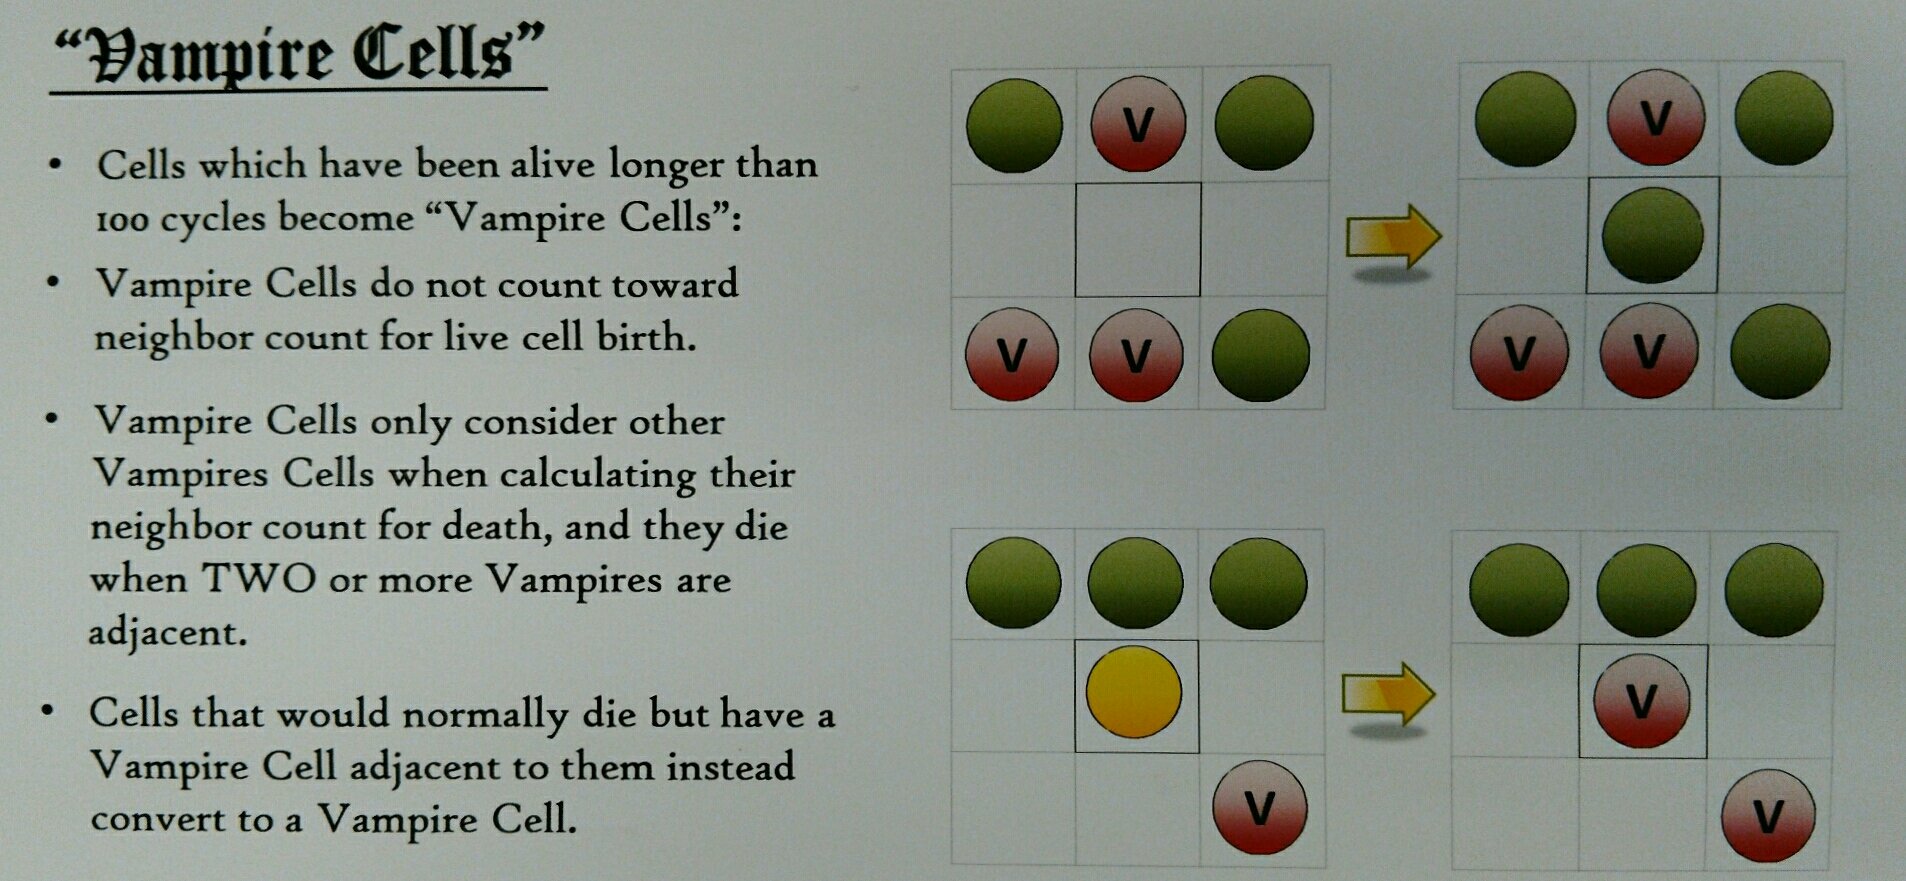 “Vampire Cells”
• Cells which have been alive longer than
100 cycles become “Vampire Cells”:
• Vampire Cells do not count toward
neighbor count for live cell birth.
• Vampire Cells only consider other
Vampires Cells when calculating their
neighbor count for death, and they die
when TWO or more Vampires are
adjacent.
• Cells that would normally die but have a
Vampire Cell adjacent to them instead
convert to a Vampire Cell.
V
V V
V
V V
V
V
V